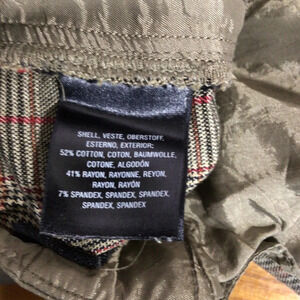 SHELL, VESTE, OBERSTOFF,
ESTERNO, EXTERIOR:
52% COTTON, COTON, BAUMWOLLE,
COTONE, ALGODÓN
41% RAYON, RAYONNE, REYON,
RAYON, RAYÓN
7% SPANDEX, SPANDEX, SPANDEX,
SPANDEX, SPANDEX